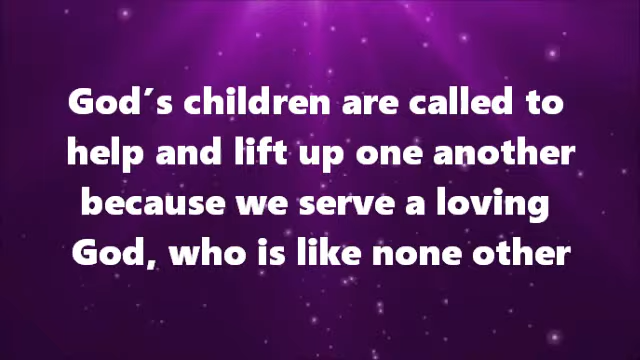 God´s children are called to
help and lift up one another
because we serve a loving
God, who is like none other